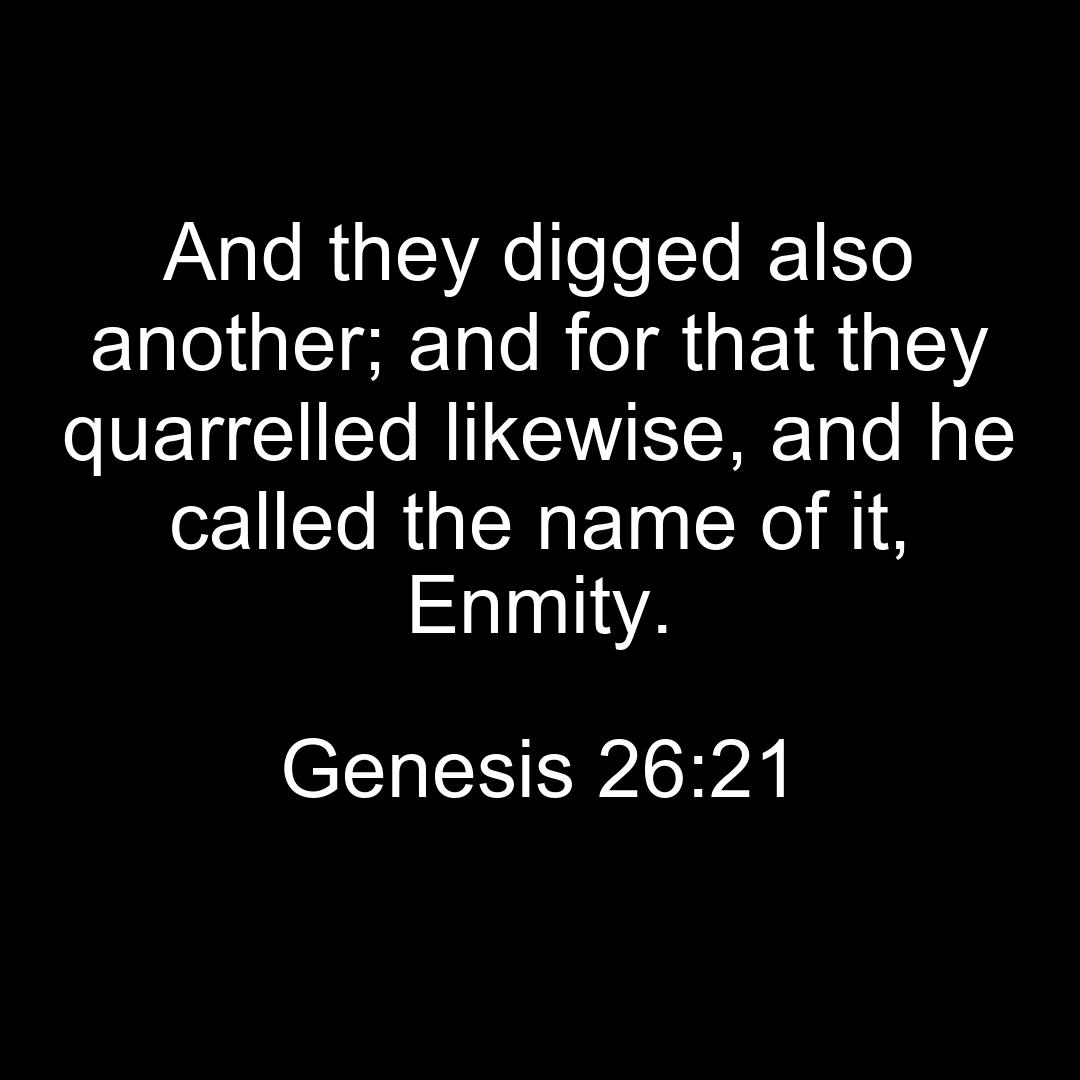 And they digged also
another; and for that they
quarrelled likewise, and he
called the name of it,
Enmity.
Genesis 26:21